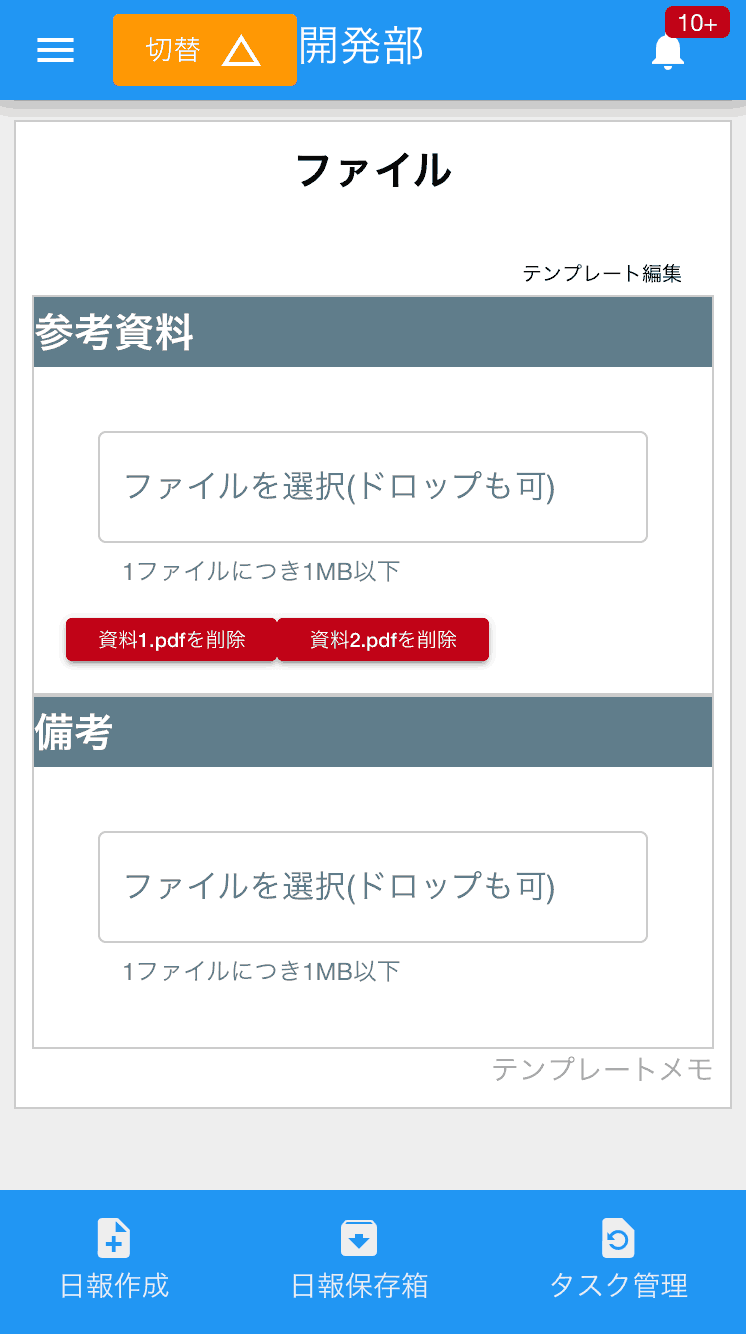 切替
開発部
10+
ファイル
テンプレート編集
参考資料
ファイルを選択(ドロップも可)
1ファイルにつき1MB以下
資料1.pdfを削除
資料2.pdfを削除
備考
ファイルを選択(ドロップも可)
1ファイルにつき1MB以下
テンプレートメモ
日報作成
日報保存箱
タスク管理